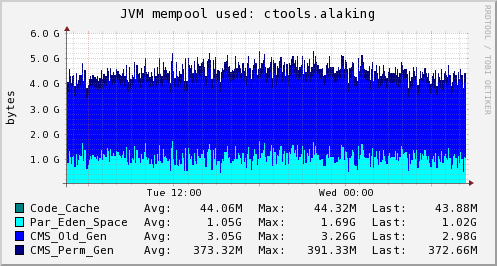 JVM mempool used: ctools.alaking
RRDTOOL / TOBI OETIKER
bytes
6.0 G
5.0 G
4.0 G
3.0 G
2.0 G
1.0 G
Tue 12:00 Wed 00:00
Code_Cache Avg: 44.06M Max: 44.32M Last: 43.88M
Par_Eden_Space Avg: 1.05G Max: 1.69G Last: 1.02G
CMS_Old_Gen Avg: 3.05G Max: 3.26G Last: 2.98G
CMS_Perm_Gen Avg: 373.32M Max: 391.33M Last: 372.66M